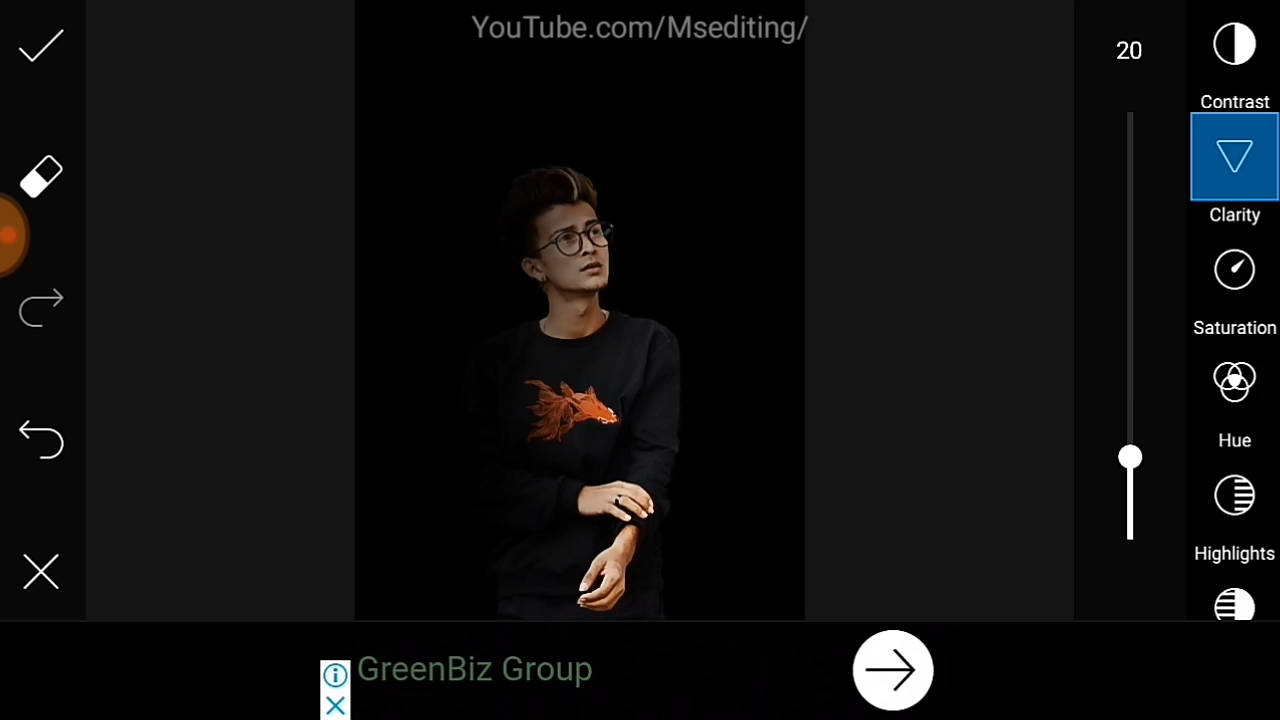 YouTube.com/Msediting/
20
Contrast
Clarity
Saturation
Hue
Highlights
GreenBiz Group